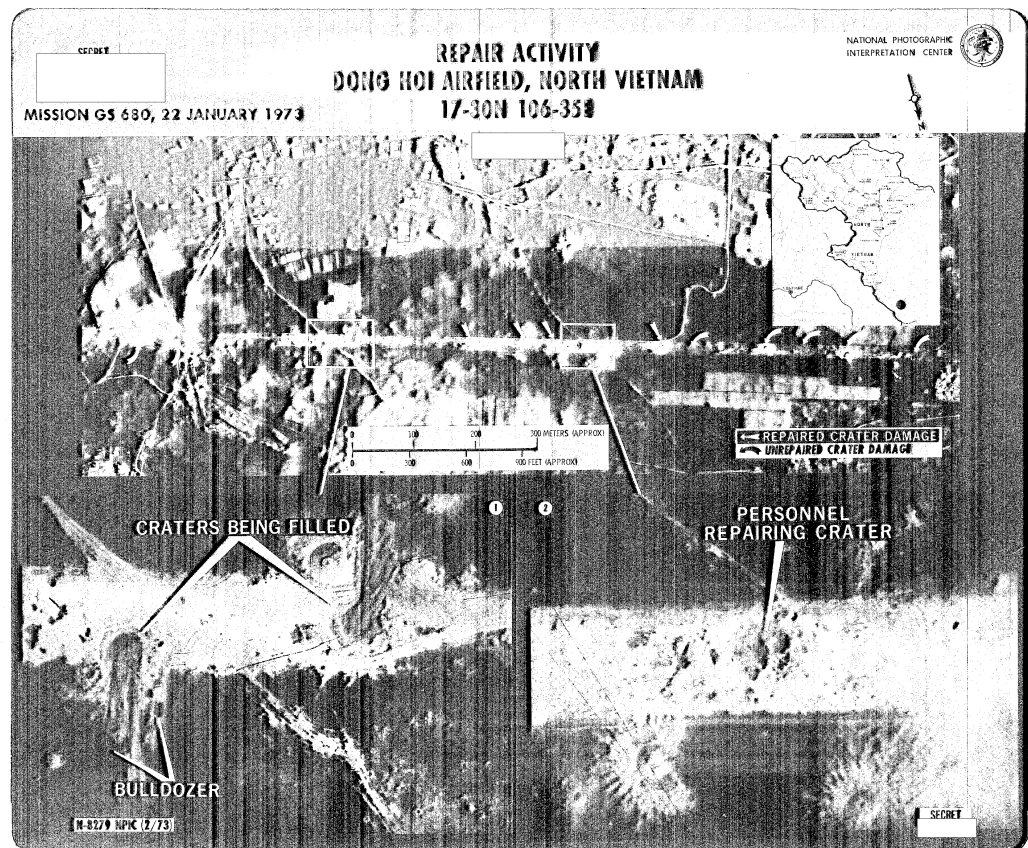 SECRET
NATIONAL PHOTOGRAPHIC
INTERPRETATION CENTER
REPAIR ACTIVITY
DONG HOI AIRFIELD, NORTH VIETNAM
17-30N 106-35E
MISSION GS 680, 22 JANUARY 1973
N
NORTH
VIETNAM
0 100 200 300 METERS (APPROX)
0 300 600 900 FEET (APPROX)
REPAIRED CRATER DAMAGE
UNREPAIRED CRATER DAMAGE
1 2
CRATERS BEING FILLED
PERSONNEL
REPAIRING CRATER
BULLDOZER
N-8279 NPIC (2/73)
SECRET